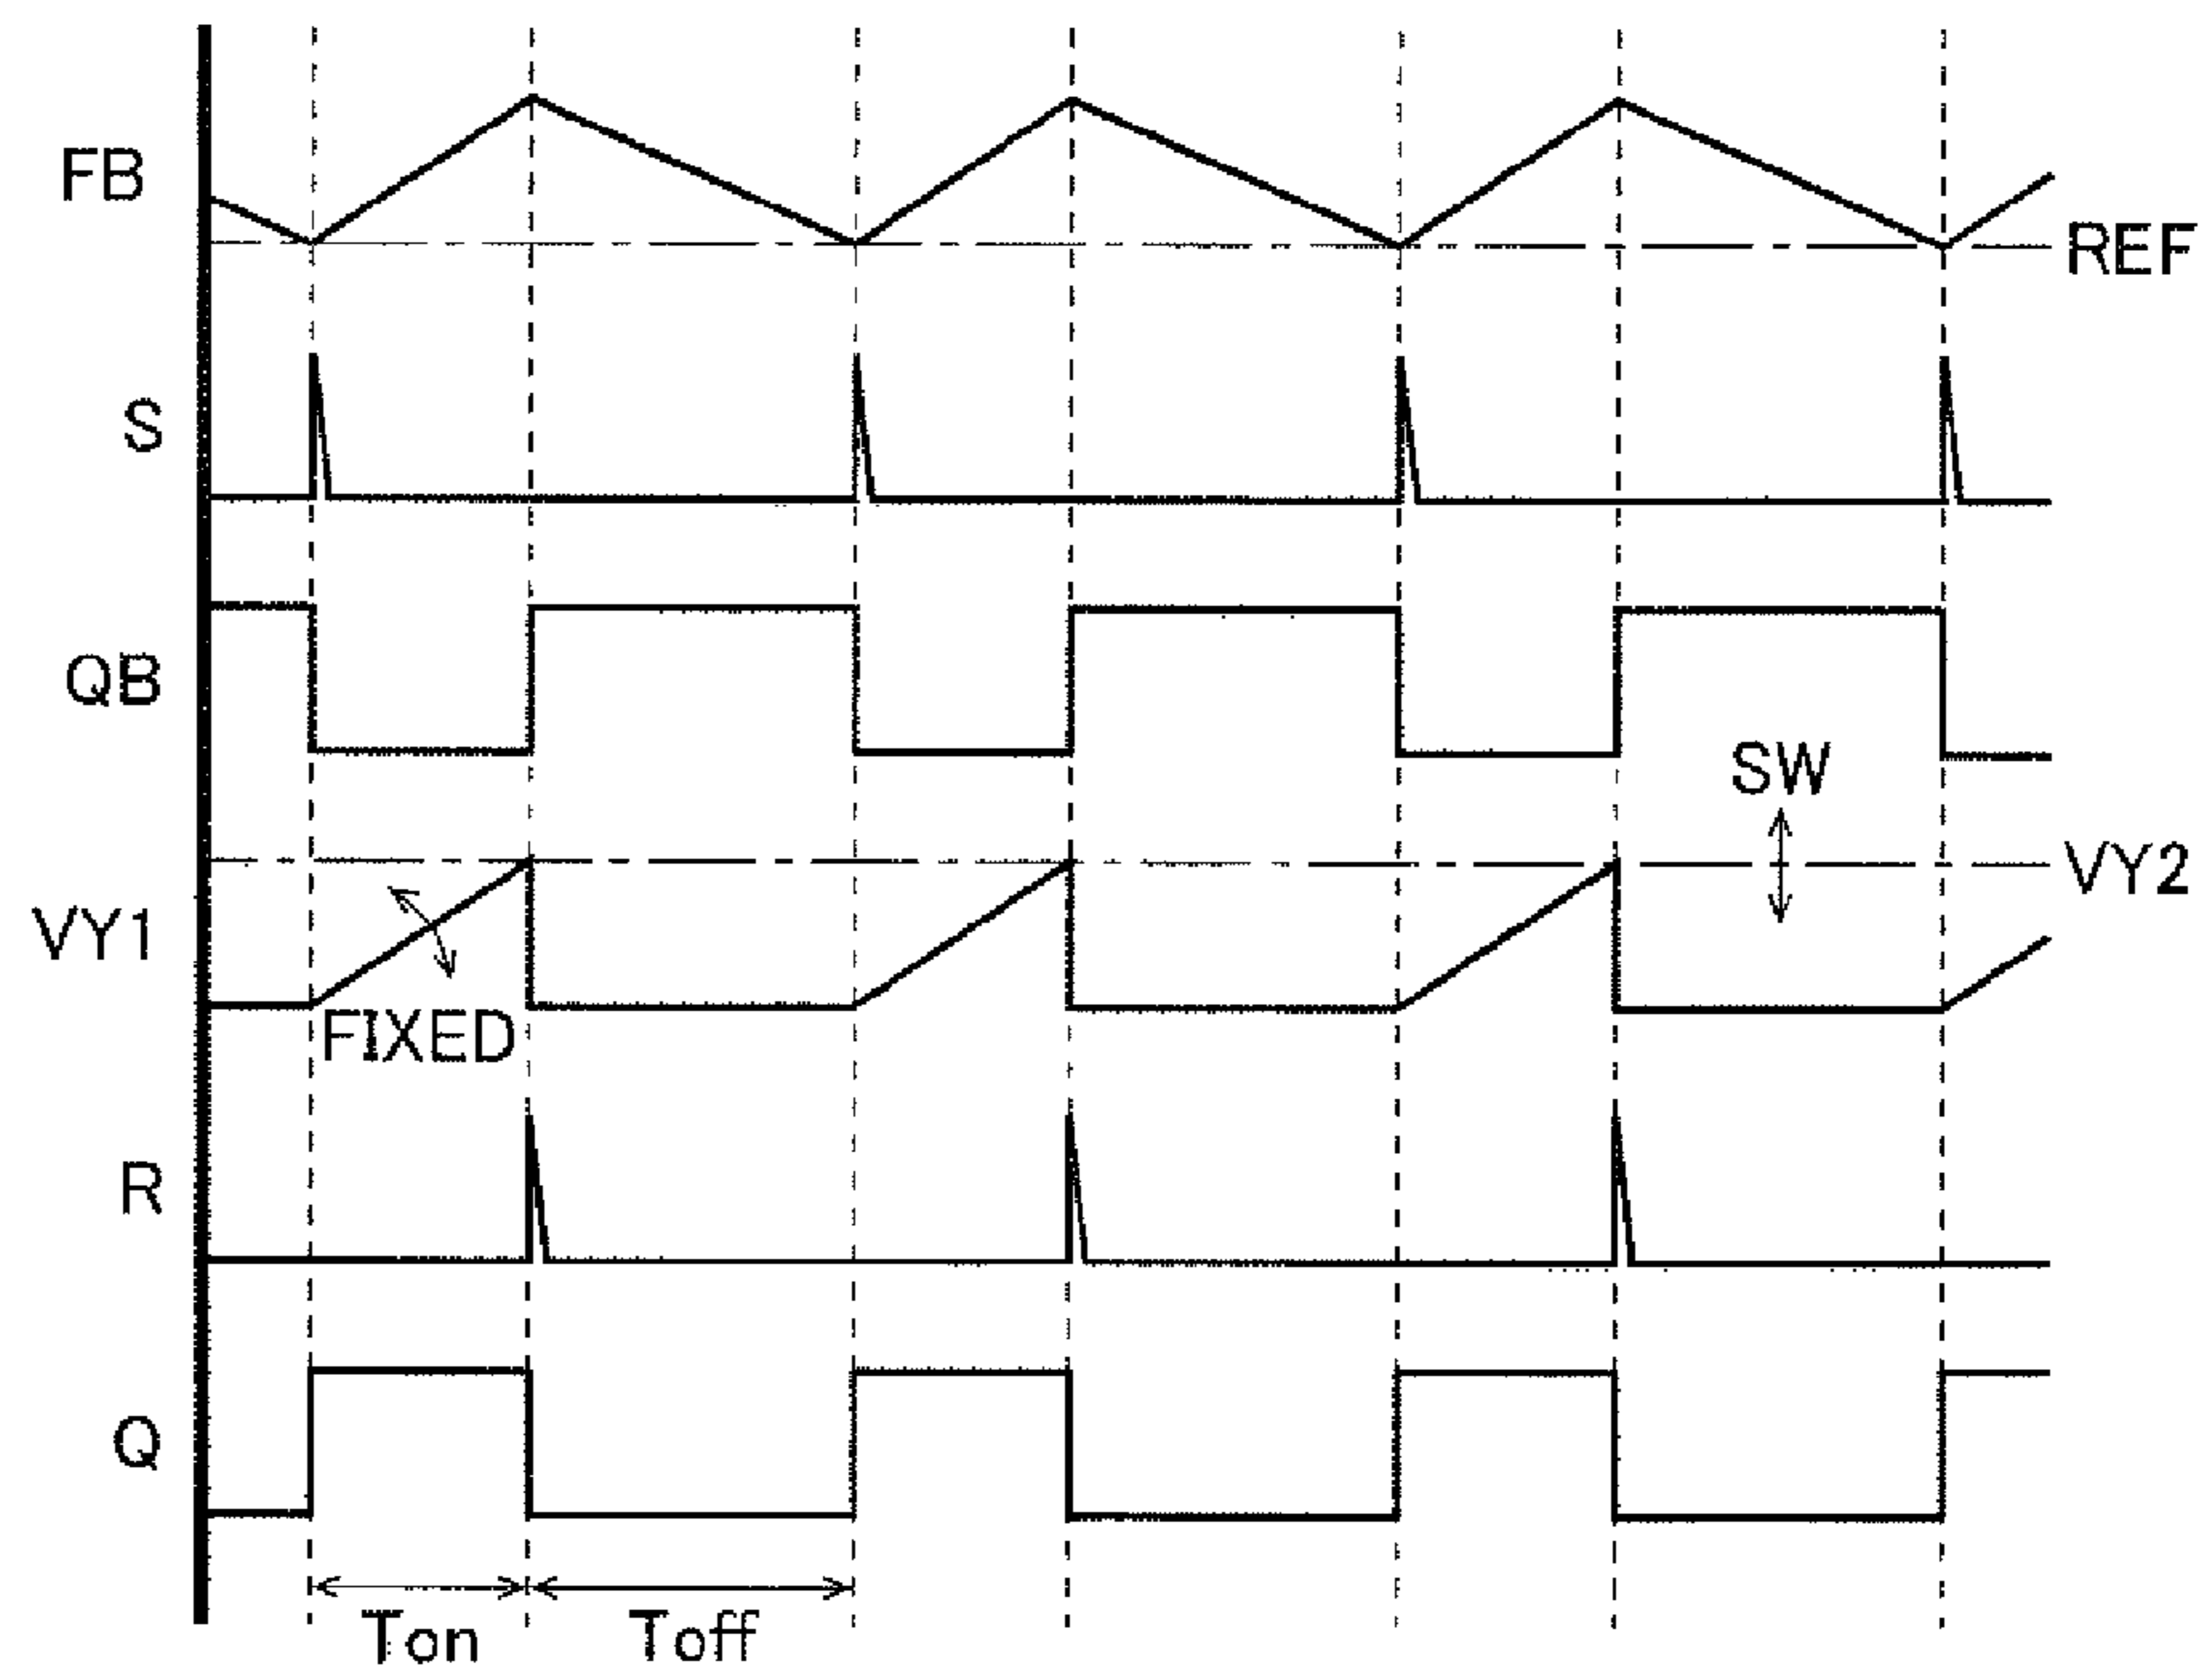 FB
REF
S
QB
SW
VY2
VY1
FIXED
R
Q
Ton
Toff